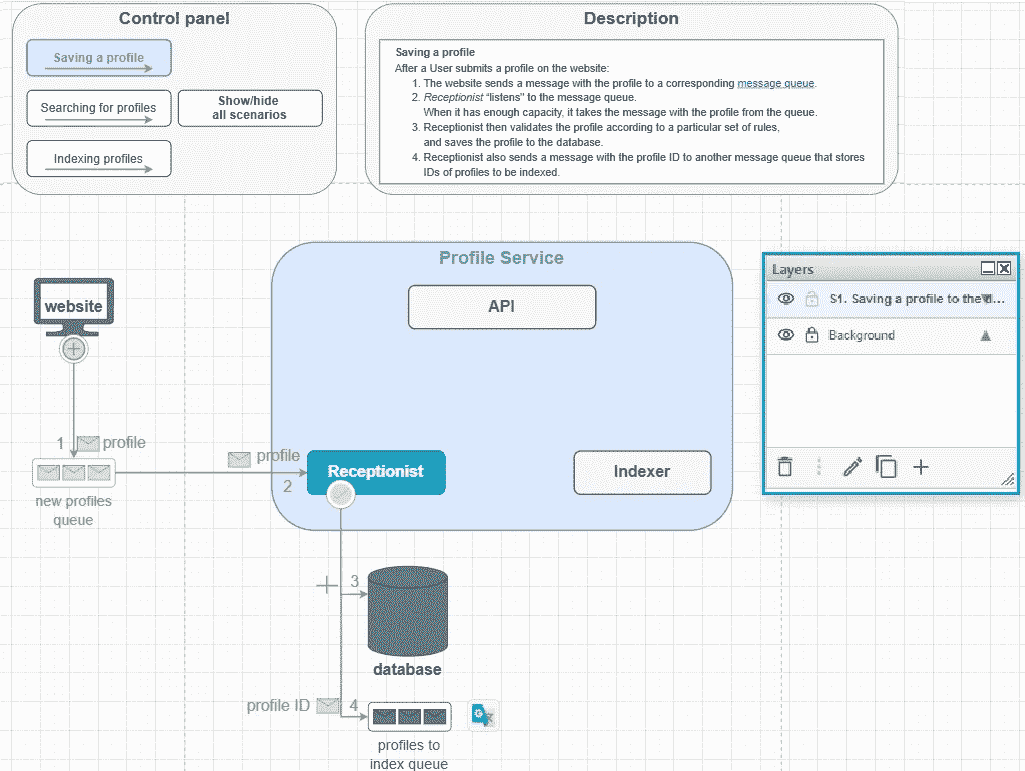 Control panel
Saving a profile
Searching for profiles
Show/hide
all scenarios
Indexing profiles
Description
Saving a profile
After a User submits a profile on the website:
1. The website sends a message with the profile to a corresponding message queue.
2. Receptionist “listens” to the message queue.
When it has enough capacity, it takes the message with the profile from the queue.
3. Receptionist then validates the profile according to a particular set of rules,
and saves the profile to the database.
4. Receptionist also sends a message with the profile ID to another message queue that stores
IDs of profiles to be indexed.
Profile Service
API
website
1
profile
new profiles
queue
profile
2
Receptionist
Indexer
3
database
profile ID
4
profiles to
index queue
Layers
S1. Saving a profile to the
Background